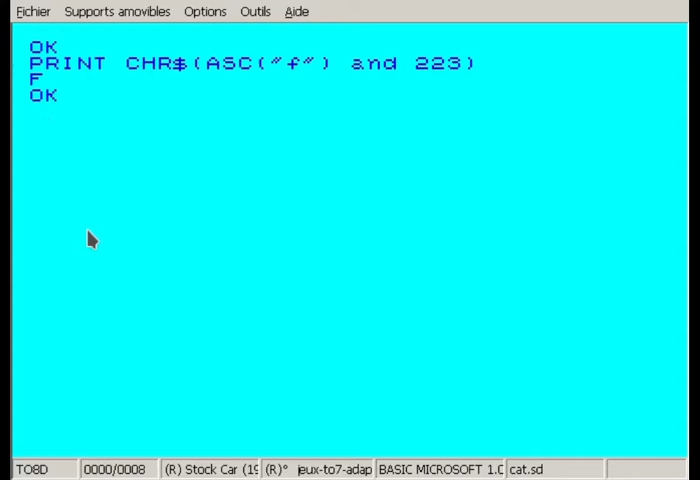 Fichier Supports amovibles Options Outils Aide
OK
PRINT CHR$(ASC("f") and 223)
F
OK
TO8D 0000/0008 (R) Stock Car (19 (R)° jeux-to7-adap BASIC MICROSOFT 1.0 cat.sd